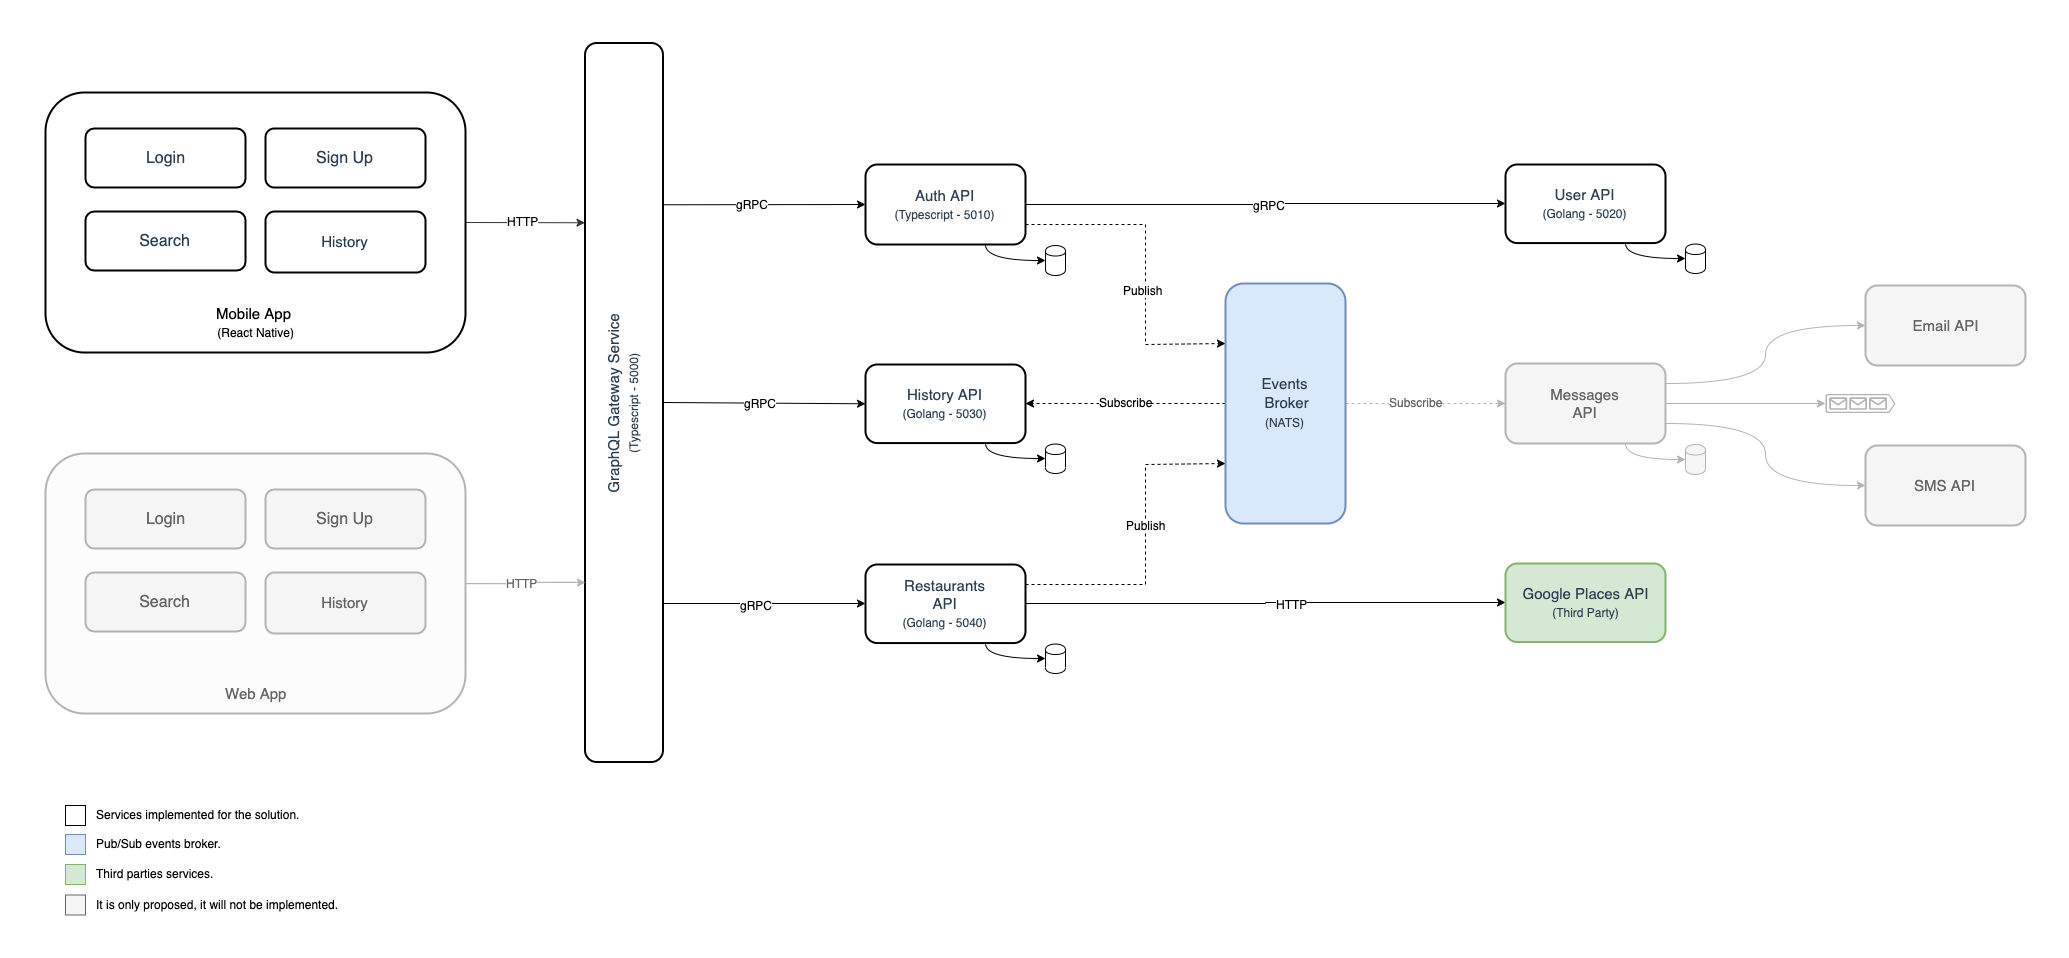 Login
Sign Up
Search
History
Mobile App
(React Native)
HTTP
Login
Sign Up
Search
History
Web App
HTTP
GraphQL Gateway Service
(Typescript - 5000)
gRPC
Auth API
(Typescript - 5010)
gRPC
User API
(Golang - 5020)
Publish
gRPC
History API
(Golang - 5030)
Subscribe
Events
Broker
(NATS)
Subscribe
Messages
API
Email API
SMS API
Publish
gRPC
Restaurants
API
(Golang - 5040)
HTTP
Google Places API
(Third Party)
Services implemented for the solution.
Pub/Sub events broker.
Third parties services.
It is only proposed, it will not be implemented.